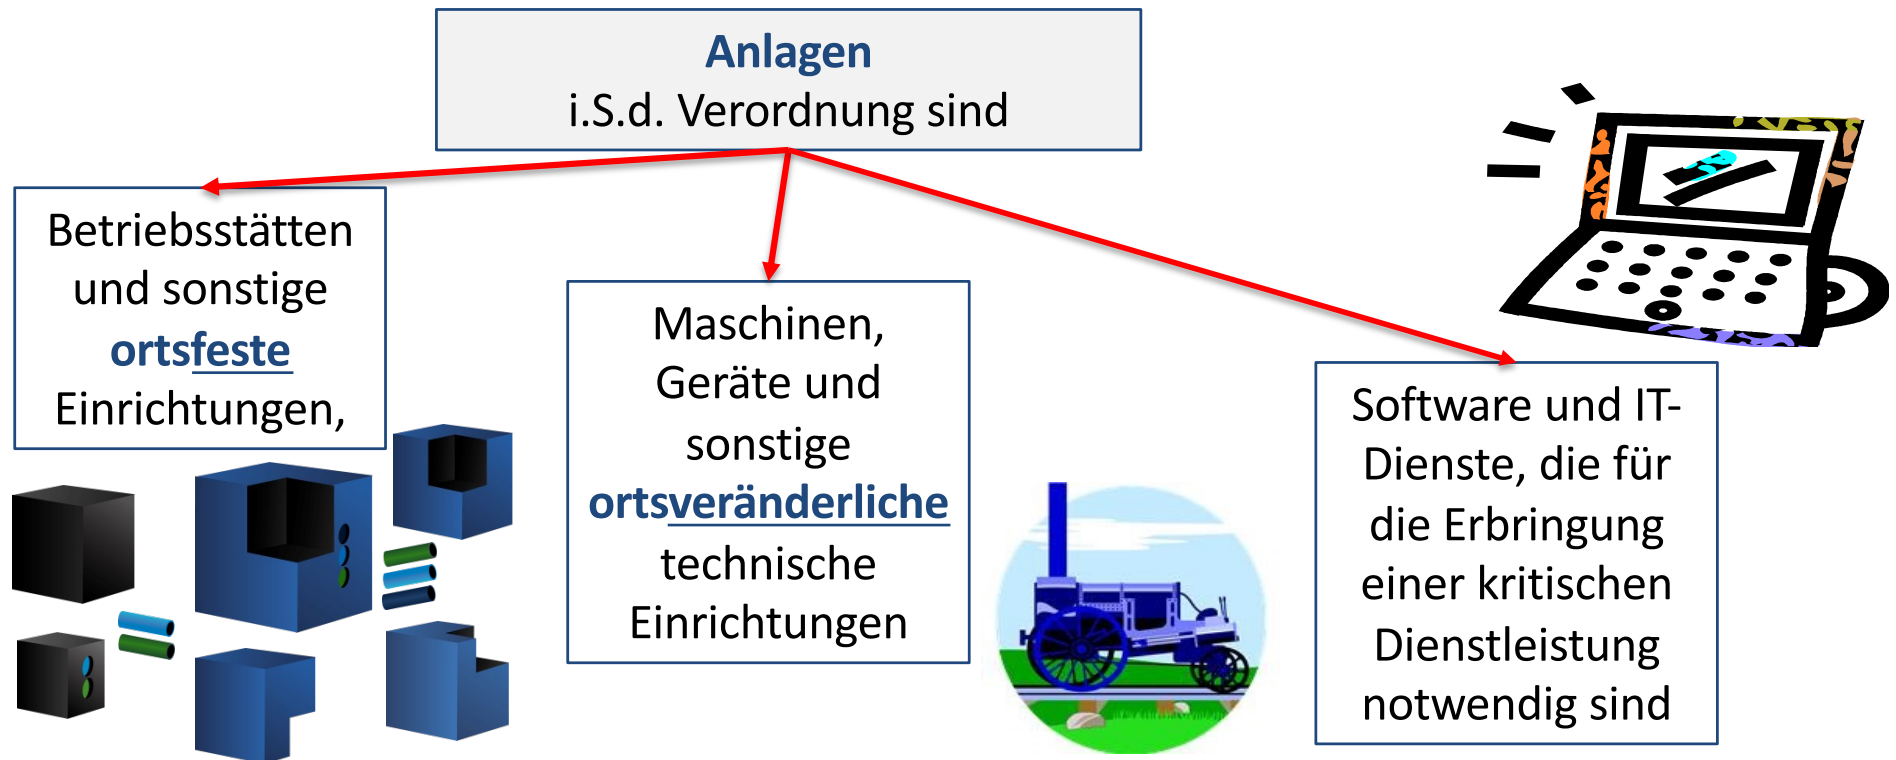 Anlagen
i.S.d. Verordnung sind
Betriebsstätten
und sonstige
ortsfeste
Einrichtungen,
Maschinen,
Geräte und
sonstige
ortsveränderliche
technische
Einrichtungen
Software und IT-
Dienste, die für
die Erbringung
einer kritischen
Dienstleistung
notwendig sind